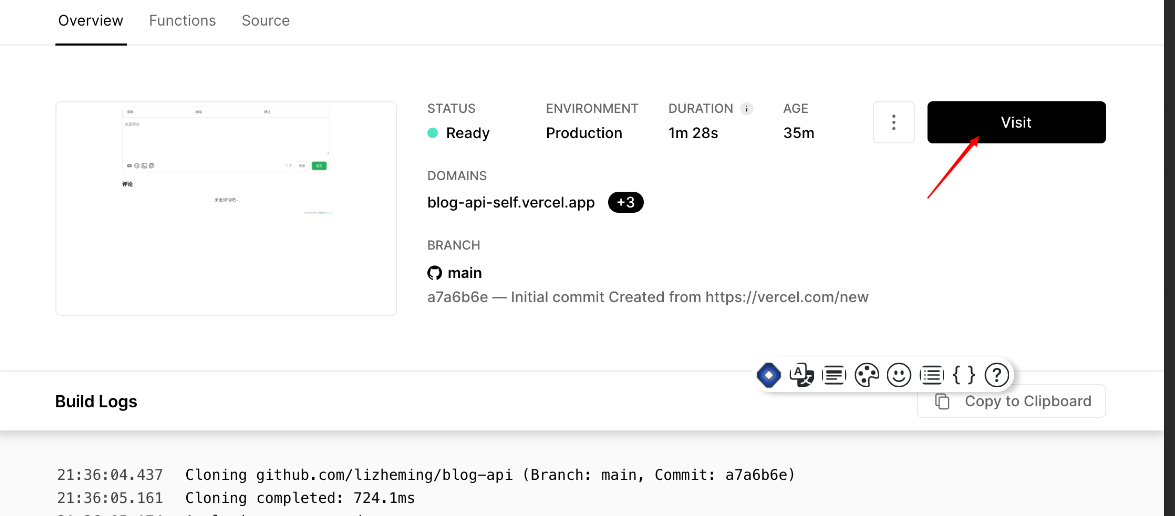 Overview Functions Source
STATUS ENVIRONMENT DURATION i AGE
Ready Production 1m 28s 35m
Visit
DOMAINS
blog-api-self.vercel.app +3
BRANCH
main
a7a6b6e — Initial commit Created from https://vercel.com/new
评论
Build Logs
Copy to Clipboard
21:36:04.437 Cloning github.com/lizheming/blog-api (Branch: main, Commit: a7a6b6e)
21:36:05.161 Cloning completed: 724.1ms